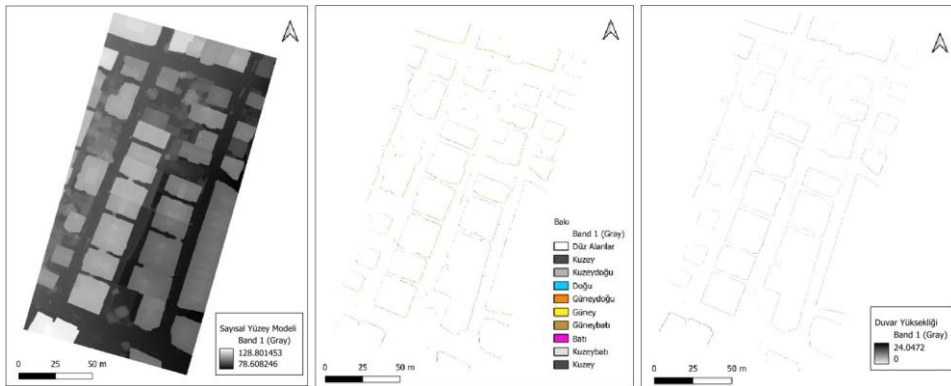 Sayısal Yüzey Modeli
Band 1 (Gray)
128.801453
78.608246
0 25 50 m
Bakı
Band 1 (Gray)
Düz Alanlar
Kuzey
Kuzeydoğu
Doğu
Güneydoğu
Güney
Güneybatı
Batı
Kuzeybatı
Kuzey
0 25 50 m
Duvar Yüksekliği
Band 1 (Gray)
24.0472
0
0 25 50 m